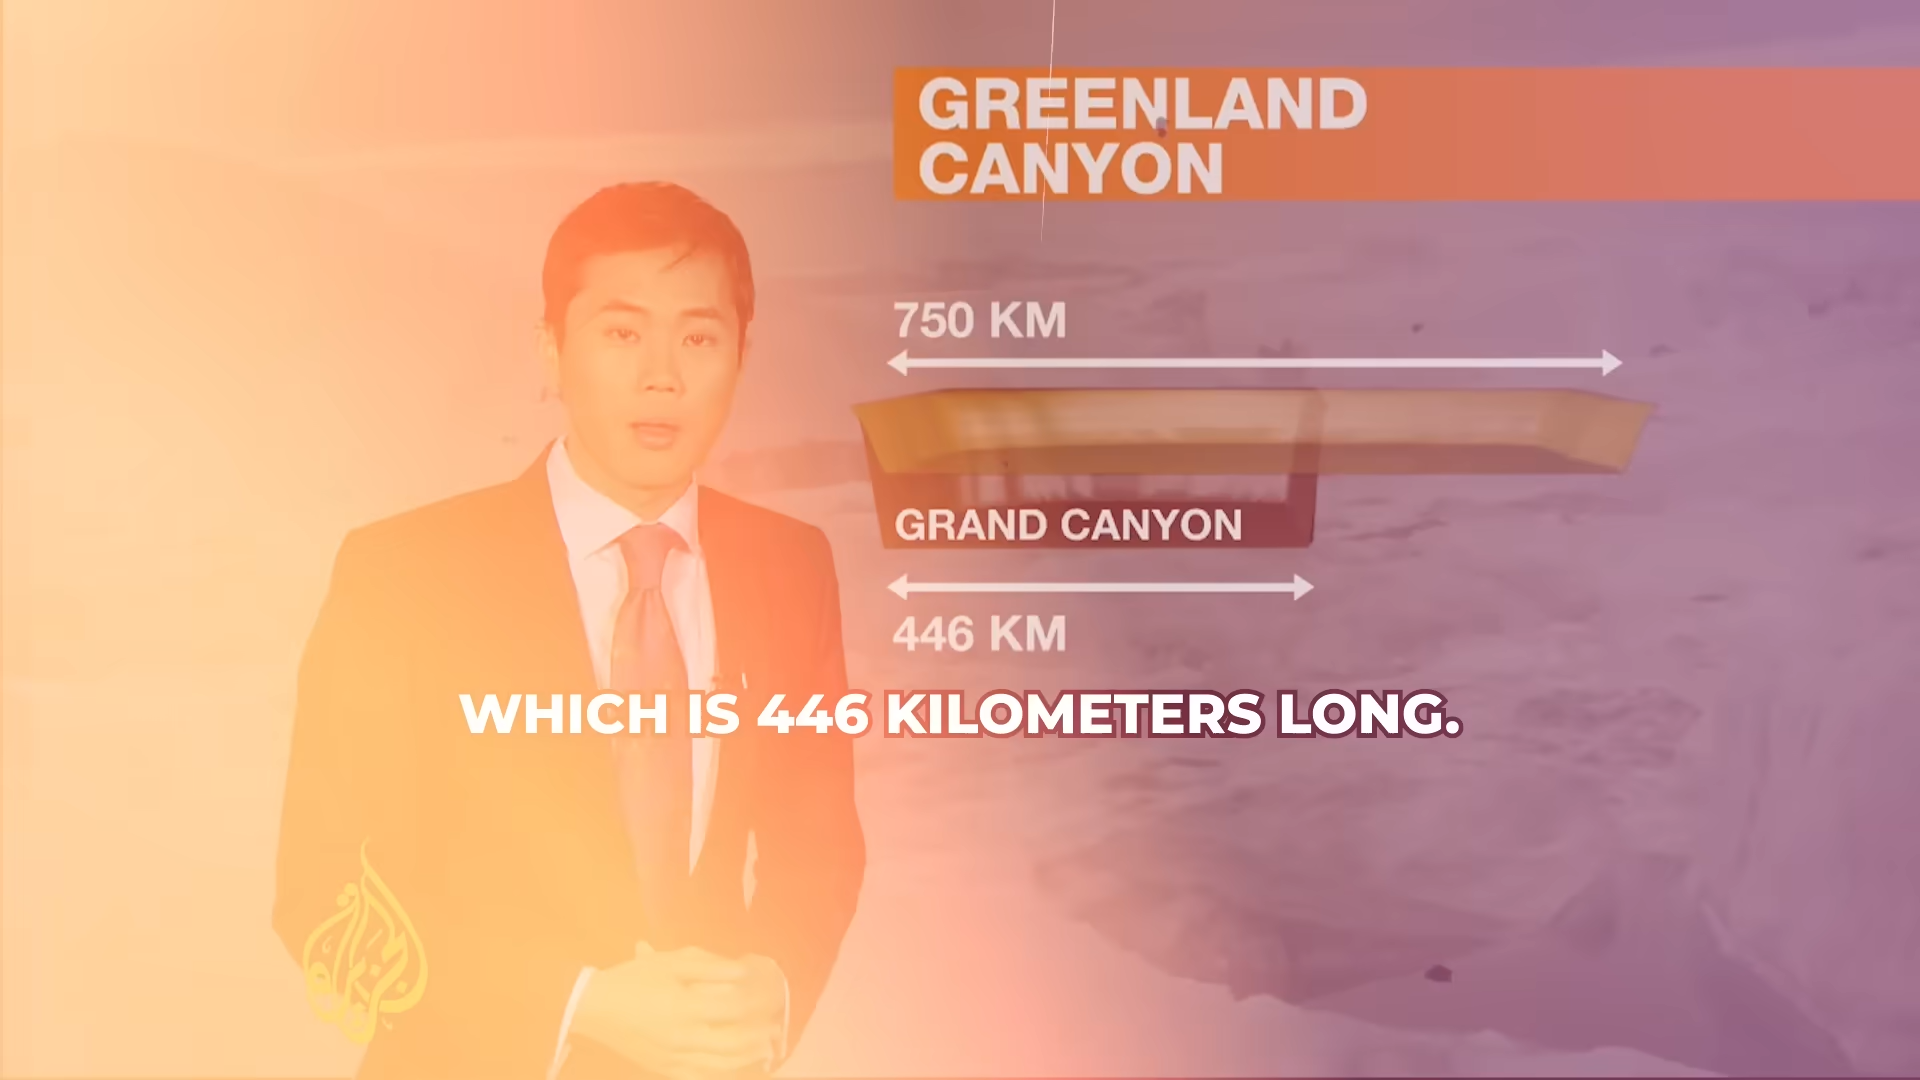 GREENLAND
CANYON
750 KM
GRAND CANYON
446 KM
WHICH IS 446 KILOMETERS LONG.